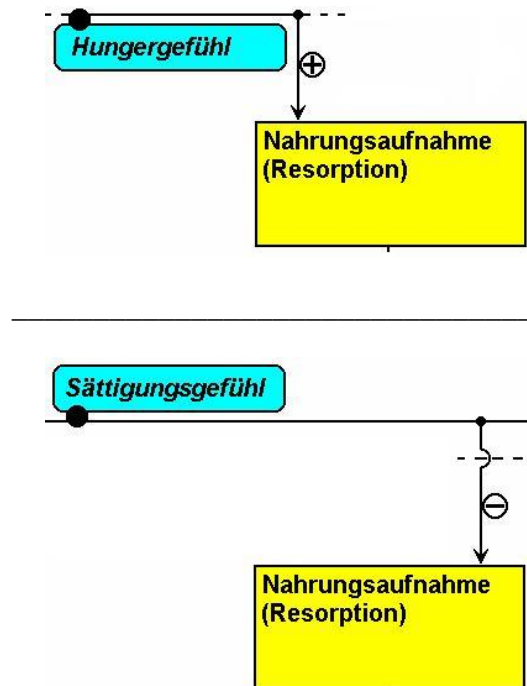 Hungergefühl
+
Nahrungsaufnahme
(Resorption)
Sättigungsgefühl
−
Nahrungsaufnahme
(Resorption)